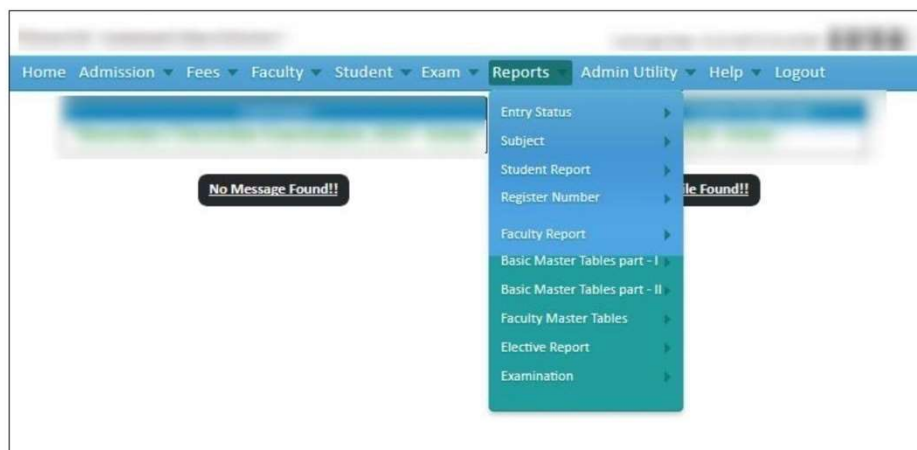 Home Admission Fees Faculty Student Exam Reports Admin Utility Help Logout
Entry Status
Subject
Student Report
Register Number
Faculty Report
Basic Master Tables part - I
Basic Master Tables part - II
Faculty Master Tables
Elective Report
Examination
No Message Found!!
Found!!